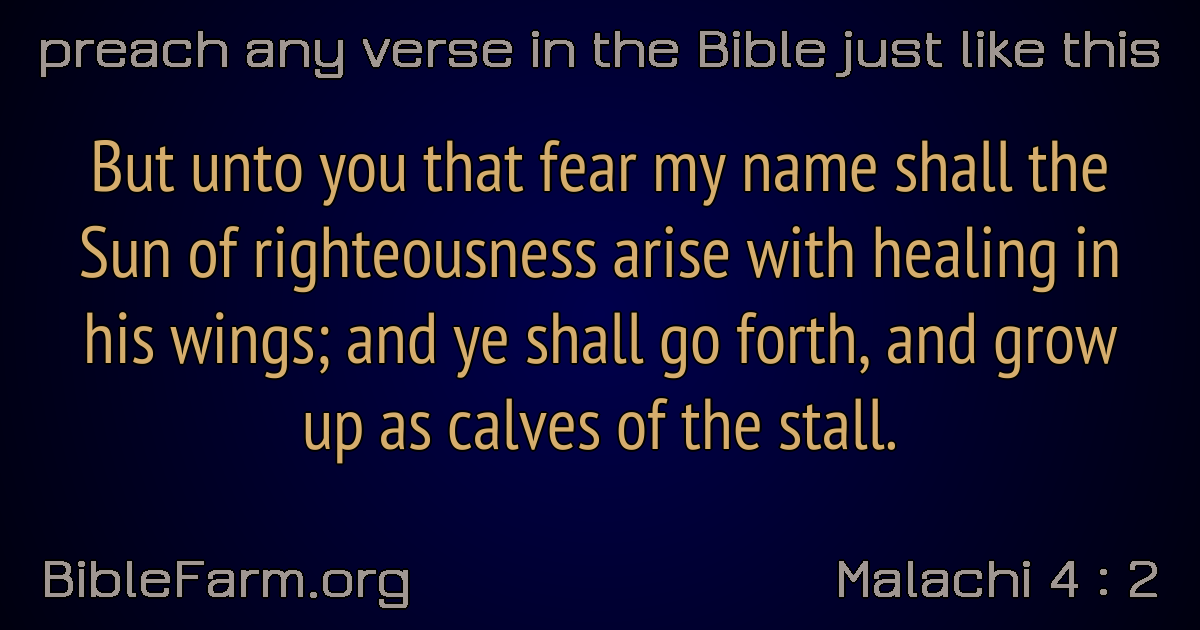 preach any verse in the Bible just like this
But unto you that fear my name shall the
Sun of righteousness arise with healing in
his wings; and ye shall go forth, and grow
up as calves of the stall.
BibleFarm.org
Malachi 4 : 2